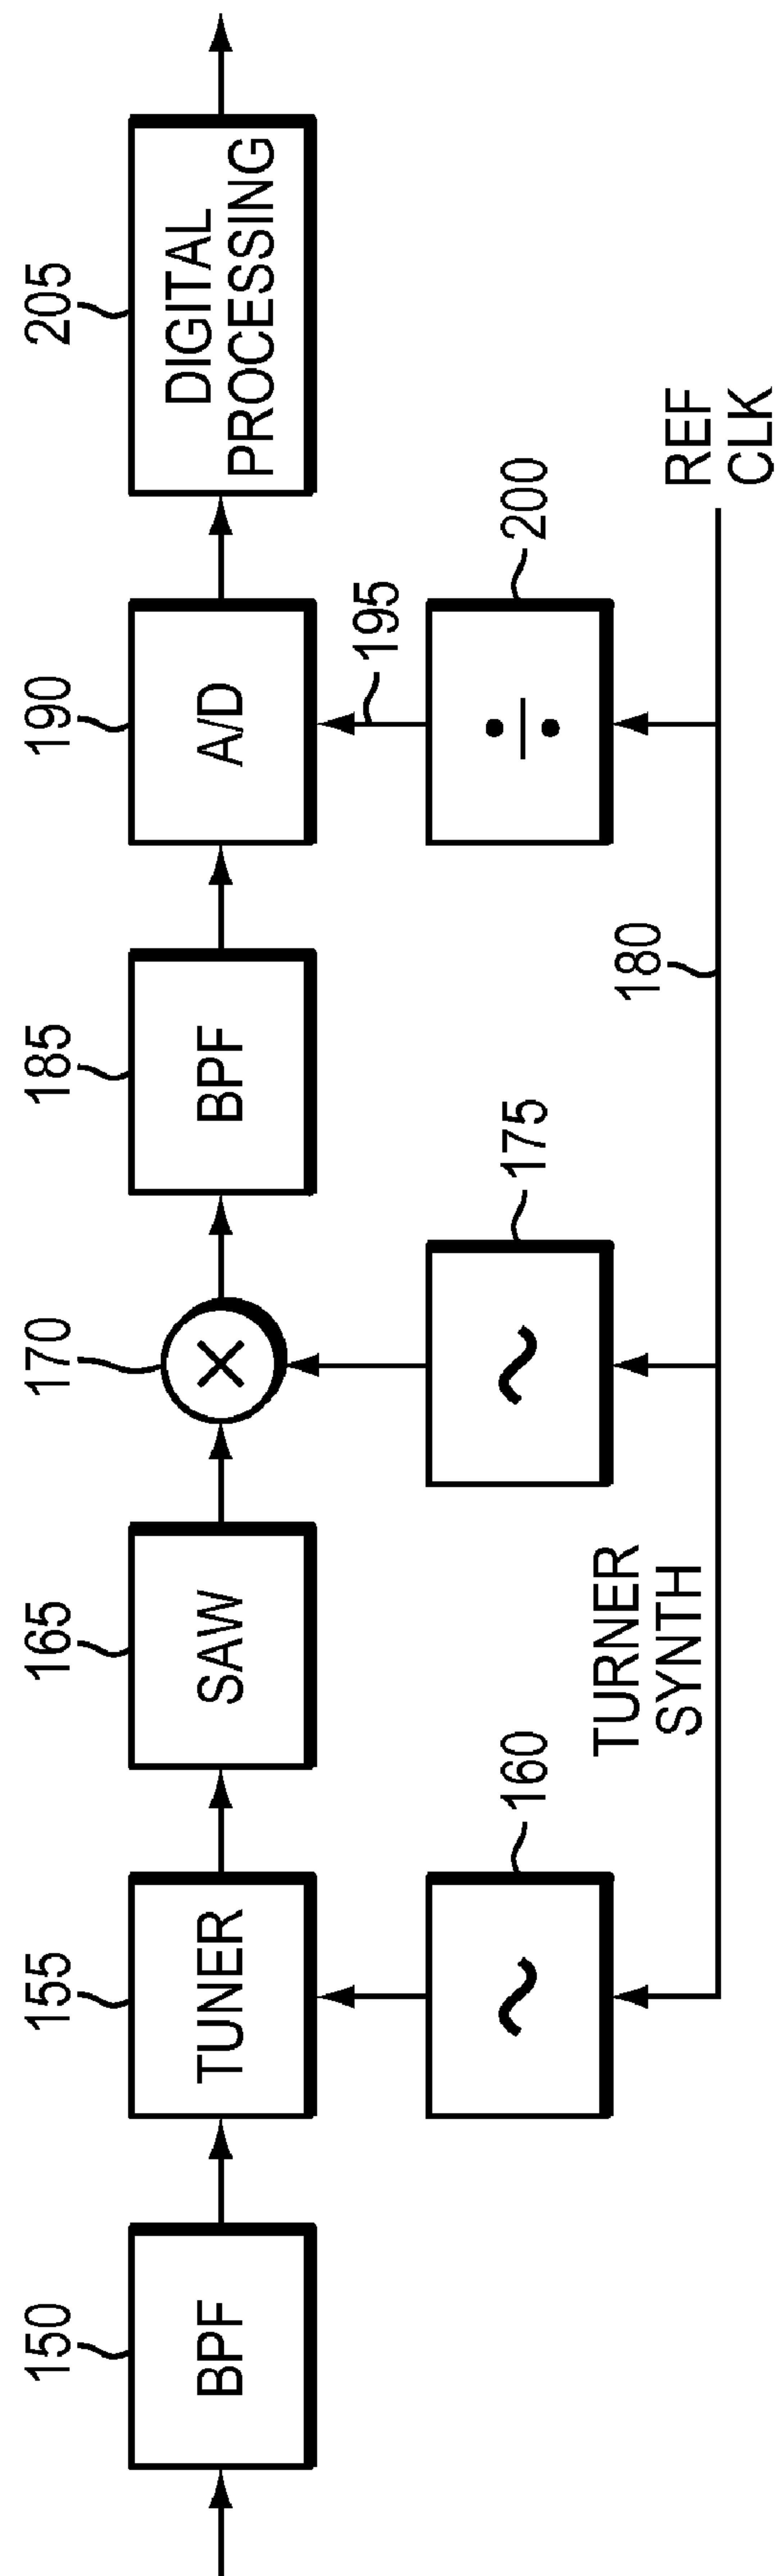 150
155
165
170
185
190
205
BPF
TUNER
SAW
×
BPF
A/D
DIGITAL
PROCESSING
195
160
175
200
~
~
÷
TURNER
SYNTH
180
REF
CLK